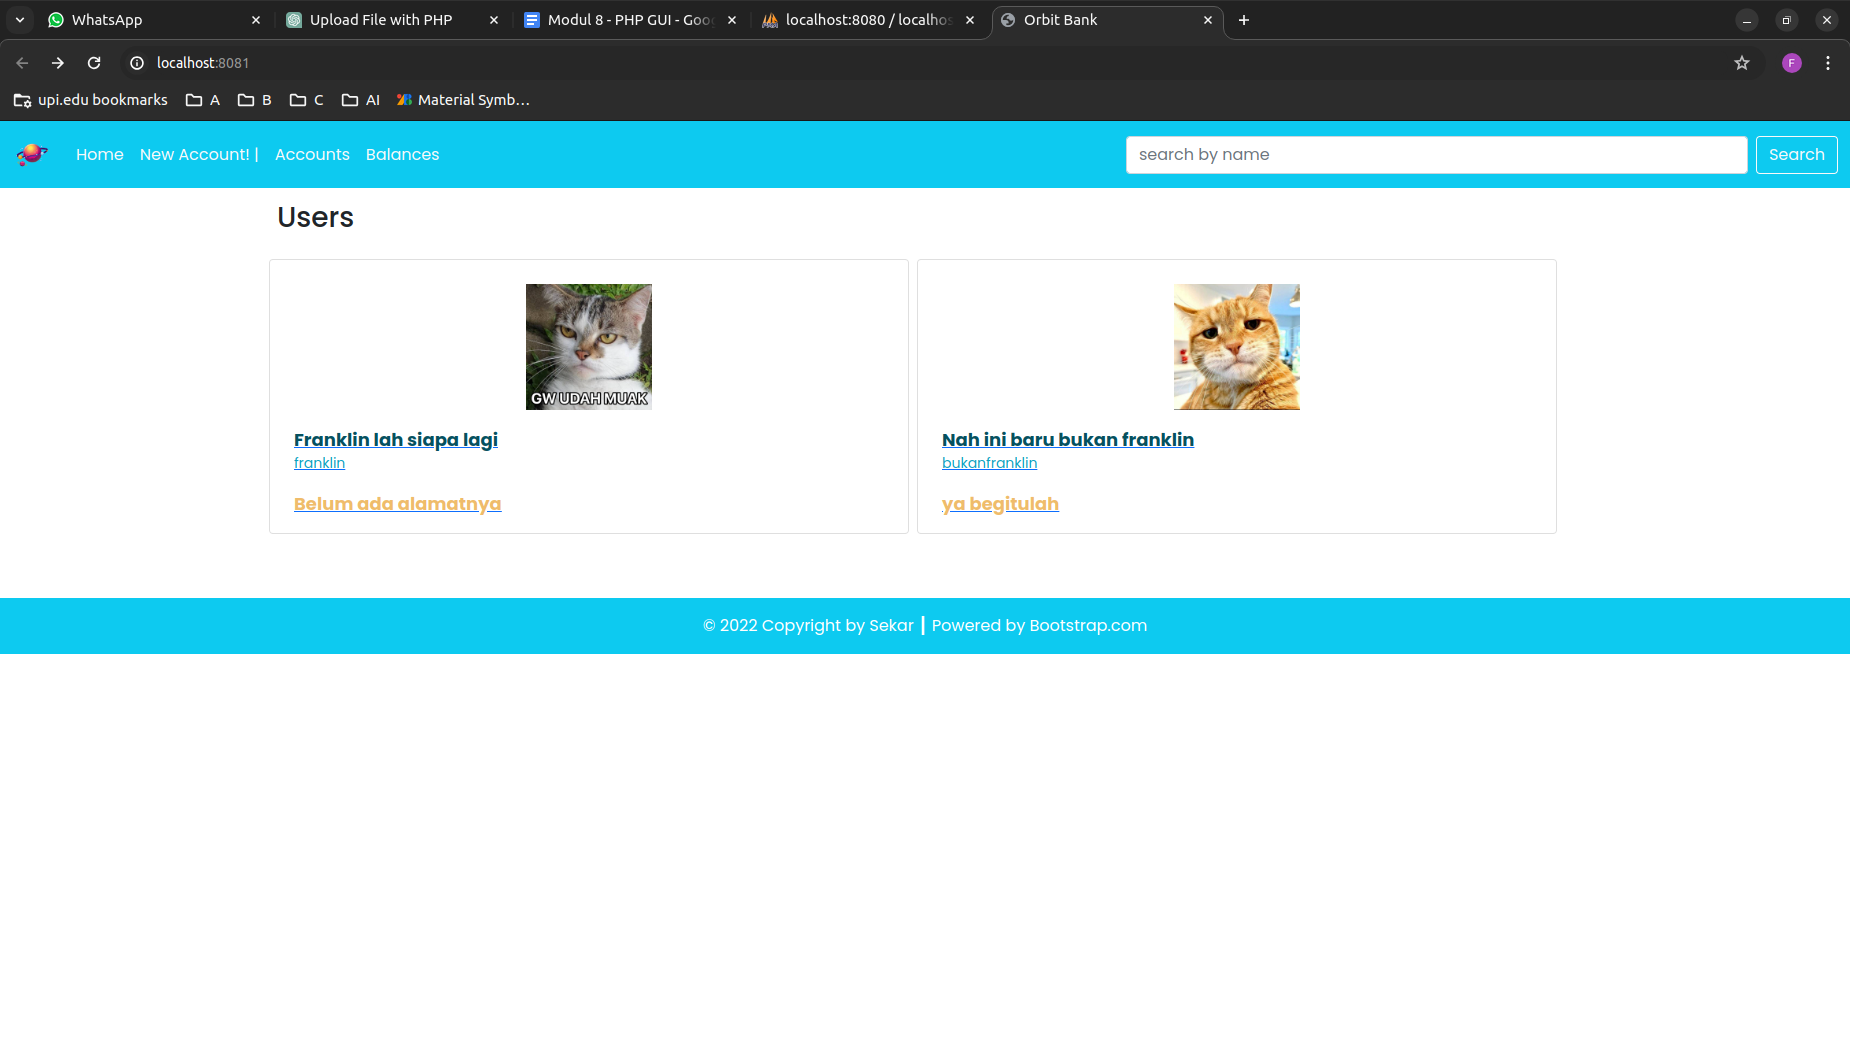 WhatsApp
Upload File with PHP
Modul 8 - PHP GUI - Goo
localhost:8080 / localhos
Orbit Bank
localhost:8081
F
upi.edu bookmarks
A
B
C
AI
Material Symb...
Home
New Account! |
Accounts
Balances
search by name
Search
Users
GW UDAH MUAK
Franklin lah siapa lagi
franklin
Belum ada alamatnya
Nah ini baru bukan franklin
bukanfranklin
ya begitulah
© 2022 Copyright by Sekar | Powered by Bootstrap.com